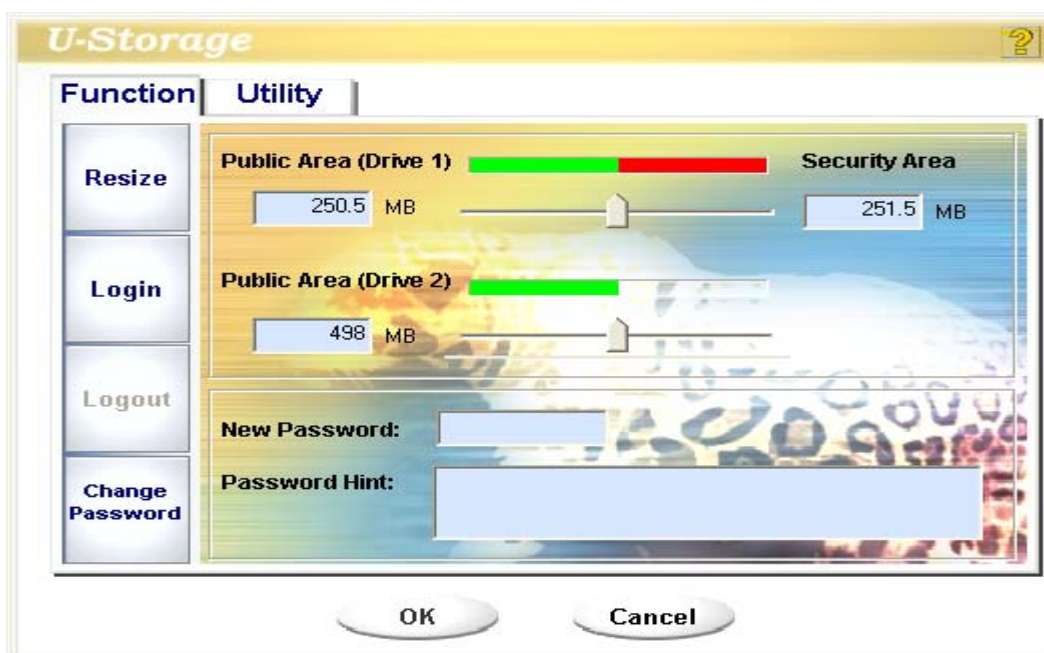 U-Storage
?
Function Utility
Resize
Login
Logout
Change
Password
Public Area (Drive 1) Security Area
250.5 MB 251.5 MB
Public Area (Drive 2)
498 MB
New Password:
Password Hint:
OK Cancel